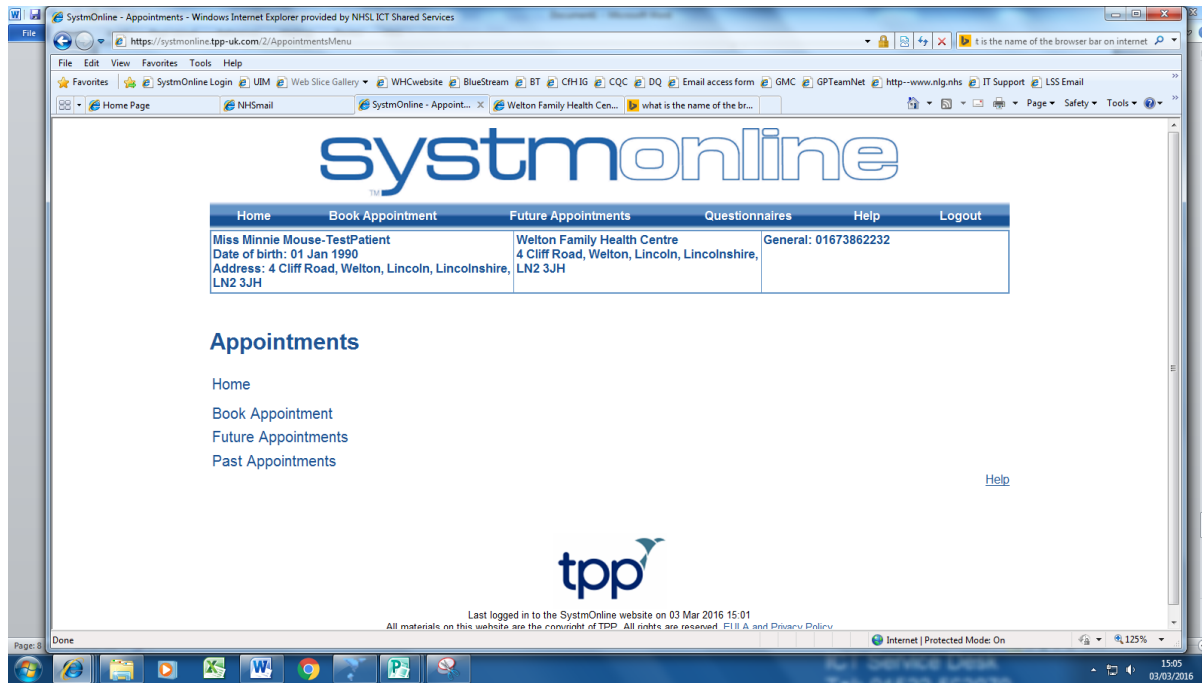 SystmOnline - Appointments - Windows Internet Explorer provided by NHSL ICT Shared Services
File
https://systmonline.tpp-uk.com/2/AppointmentsMenu
t is the name of the browser bar on internet
File Edit View Favorites Tools Help
Favorites SystmOnline Login UIM Web Slice Gallery WHCwebsite BlueStream BT CfH IG CQC DQ Email access form GMC GPTeamNet http--www.nlg.nhs IT Support LSS Email
Home Page NHSmail SystmOnline - Appoint... Welton Family Health Cen... what is the name of the br... Page Safety Tools
systmonline
TM
Home Book Appointment Future Appointments Questionnaires Help Logout
Miss Minnie Mouse-TestPatient Welton Family Health Centre General: 01673862232
Date of birth: 01 Jan 1990 4 Cliff Road, Welton, Lincoln, Lincolnshire,
Address: 4 Cliff Road, Welton, Lincoln, Lincolnshire, LN2 3JH
LN2 3JH
Appointments
Home
Book Appointment
Future Appointments
Past Appointments
Help
tpp
Last logged in to the SystmOnline website on 03 Mar 2016 15:01
All materials on this website are the copyright of TPP. All rights are reserved. EULA and Privacy Policy
Done Internet | Protected Mode: On 125%
Page: 8
ICT Service Desk
15:05
03/03/2016